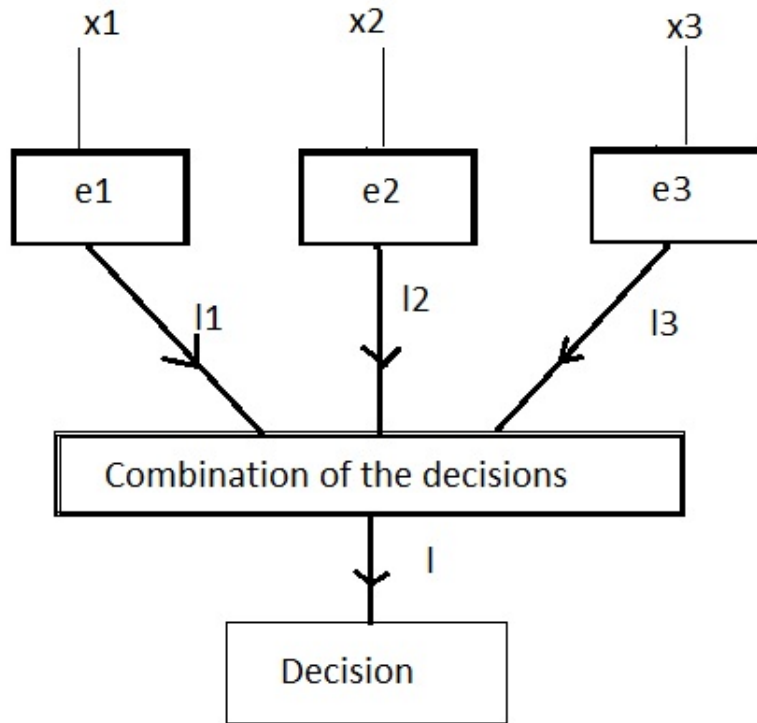 x1
x2
x3
e1
e2
e3
l1
l2
l3
Combination of the decisions
l
Decision